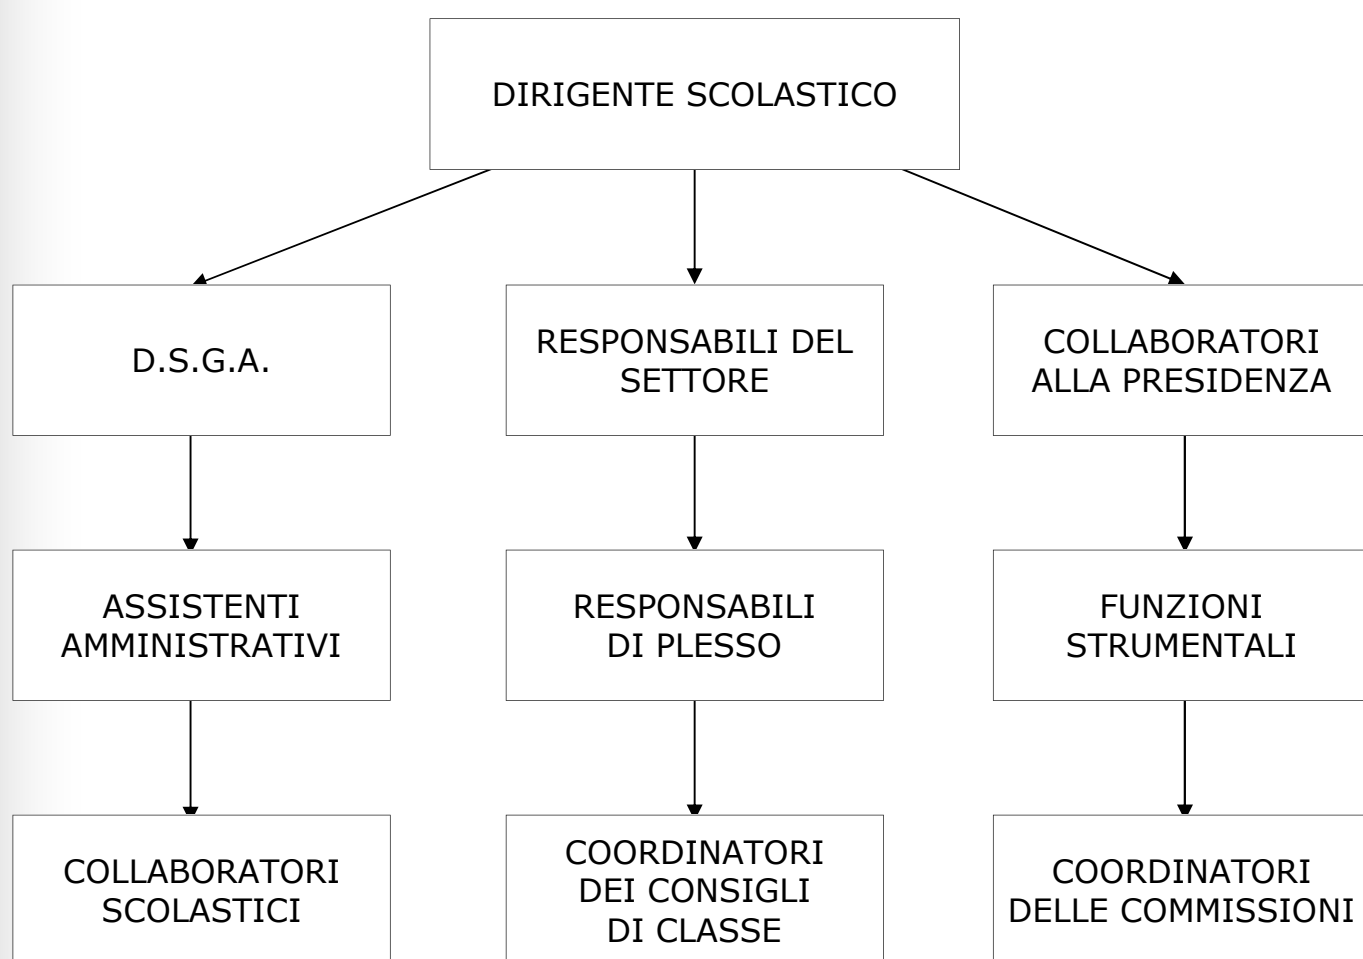 DIRIGENTE SCOLASTICO
D.S.G.A.
RESPONSABILI DEL
SETTORE
COLLABORATORI
ALLA PRESIDENZA
ASSISTENTI
AMMINISTRATIVI
RESPONSABILI
DI PLESSO
FUNZIONI
STRUMENTALI
COLLABORATORI
SCOLASTICI
COORDINATORI
DEI CONSIGLI
DI CLASSE
COORDINATORI
DELLE COMMISSIONI